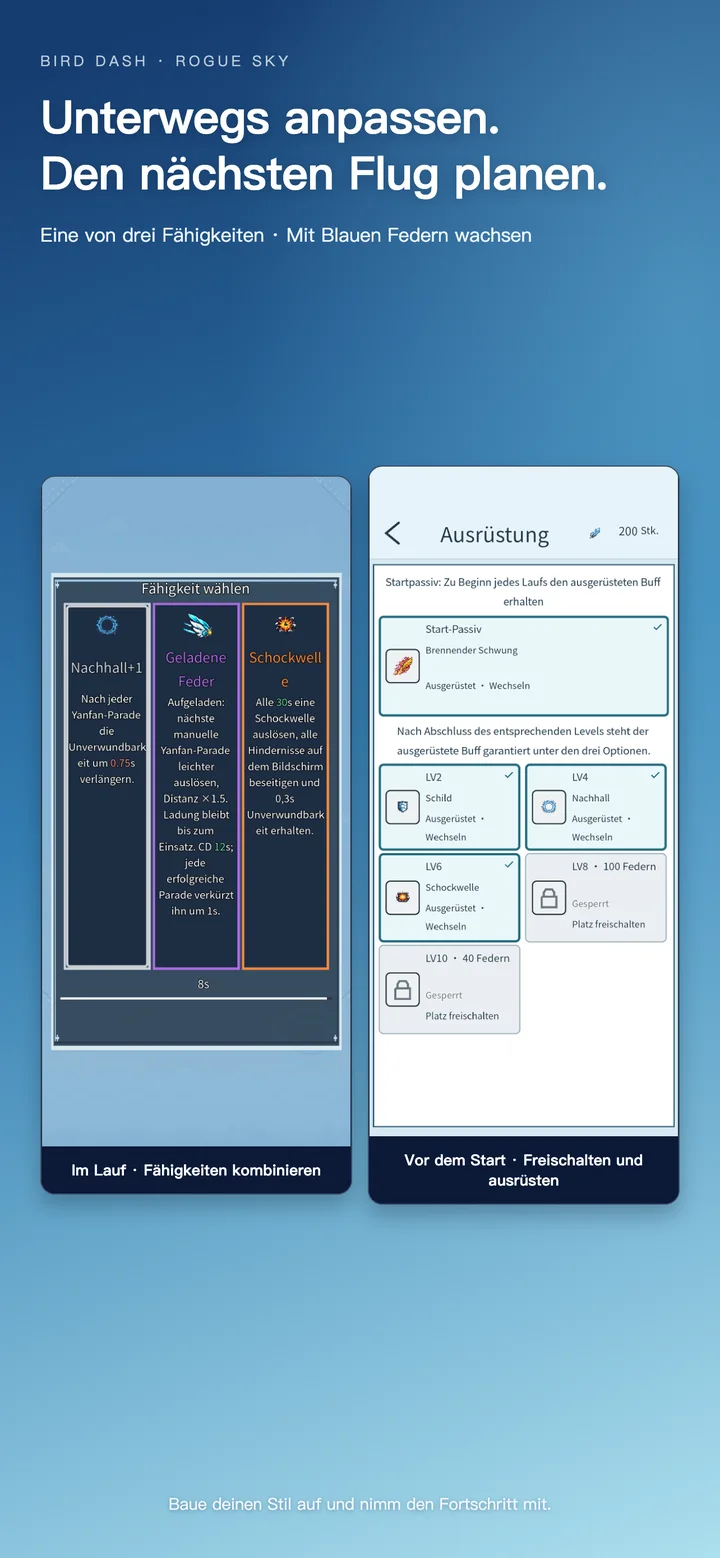 BIRD DASH · ROGUE SKY
Unterwegs anpassen.
Den nächsten Flug planen.
Eine von drei Fähigkeiten · Mit Blauen Federn wachsen
Fähigkeit wählen
Nachhall+1
Nach jeder
Yanfan-Parade
die
Unverwundbark
eit um 0.75s
verlängern.
Geladene
Feder
Aufgeladen:
nächste
manuelle
Yanfan-Parade
leichter
auslösen,
Distanz ×1.5.
Ladung bleibt
bis zum
Einsatz. CD 12s;
jede
erfolgreiche
Parade verkürzt
ihn um 1s.
Schockwell
e
Alle 30s eine
Schockwelle
auslösen, alle
Hindernisse auf
dem Bildschirm
beseitigen und
0,3s
Unverwundbark
eit erhalten.
8s
Im Lauf · Fähigkeiten kombinieren
Ausrüstung
200 Stk.
Startpassiv: Zu Beginn jedes Laufs den ausgerüsteten Buff
erhalten
Start-Passiv
Brennender Schwung
Ausgerüstet · Wechseln
Nach Abschluss des entsprechenden Levels steht der
ausgerüstete Buff garantiert unter den drei Optionen.
LV2
Schild
Ausgerüstet ·
Wechseln
LV4
Nachhall
Ausgerüstet ·
Wechseln
LV6
Schockwelle
Ausgerüstet ·
Wechseln
LV8 · 100 Federn
Gesperrt
Platz freischalten
LV10 · 40 Federn
Gesperrt
Platz freischalten
Vor dem Start · Freischalten und
ausrüsten
Baue deinen Stil auf und nimm den Fortschritt mit.